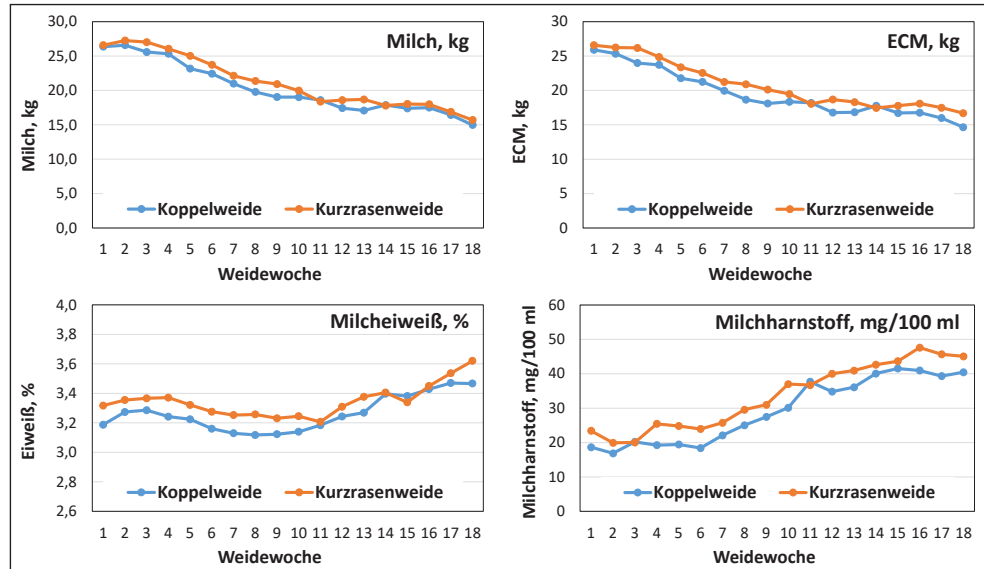 Milch, kg
Milch, kg
30,0
25,0
20,0
15,0
10,0
5,0
0,0
Koppelweide Kurzrasenweide
1 2 3 4 5 6 7 8 9 10 11 12 13 14 15 16 17 18
Weidewoche
ECM, kg
ECM, kg
30
25
20
15
10
5
0
Koppelweide Kurzrasenweide
1 2 3 4 5 6 7 8 9 10 11 12 13 14 15 16 17 18
Weidewoche
Milcheiweiß, %
Eiweiß, %
4,0
3,8
3,6
3,4
3,2
3,0
2,8
2,6
Koppelweide Kurzrasenweide
1 2 3 4 5 6 7 8 9 10 11 12 13 14 15 16 17 18
Weidewoche
Milchharnstoff, mg/100 ml
Milchharnstoff, mg/100 ml
60
50
40
30
20
10
0
Koppelweide Kurzrasenweide
1 2 3 4 5 6 7 8 9 10 11 12 13 14 15 16 17 18
Weidewoche